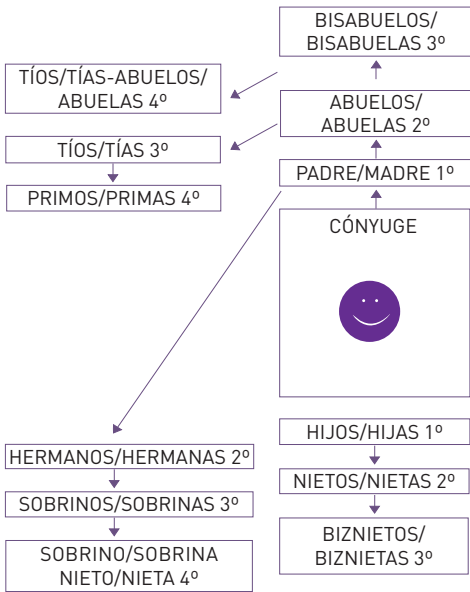 BISABUELOS/
BISABUELAS 3º
TÍOS/TÍAS-ABUELOS/
ABUELAS 4º
ABUELOS/
ABUELAS 2º
TÍOS/TÍAS 3º
PADRE/MADRE 1º
PRIMOS/PRIMAS 4º
CÓNYUGE
HIJOS/HIJAS 1º
HERMANOS/HERMANAS 2º
NIETOS/NIETAS 2º
SOBRINOS/SOBRINAS 3º
BIZNIETOS/
BIZNIETAS 3º
SOBRINO/SOBRINA
NIETO/NIETA 4º